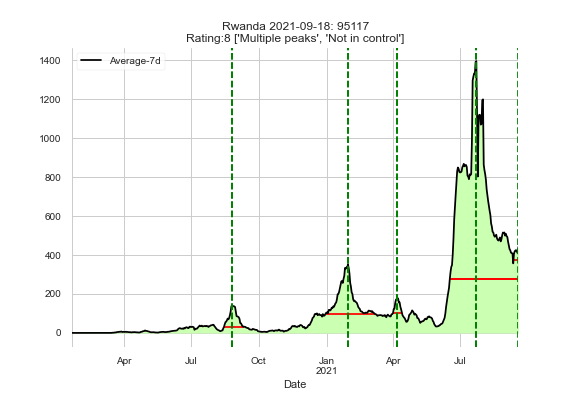 Rwanda 2021-09-18: 95117
Rating:8 ['Multiple peaks', 'Not in control']
Average-7d
1400
1200
1000
800
600
400
200
0
Apr Jul Oct Jan Apr Jul
2021
Date